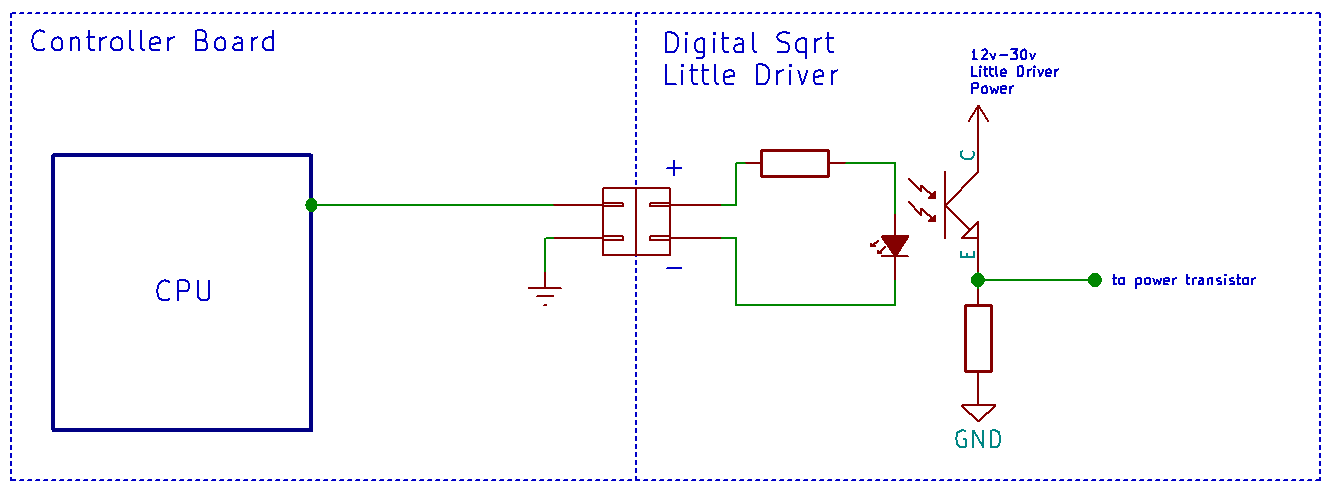 Controller Board
Digital Sqrt
Little Driver
12v-30v
Little Driver
Power
C
+
CPU
-
E
to power transistor
GND